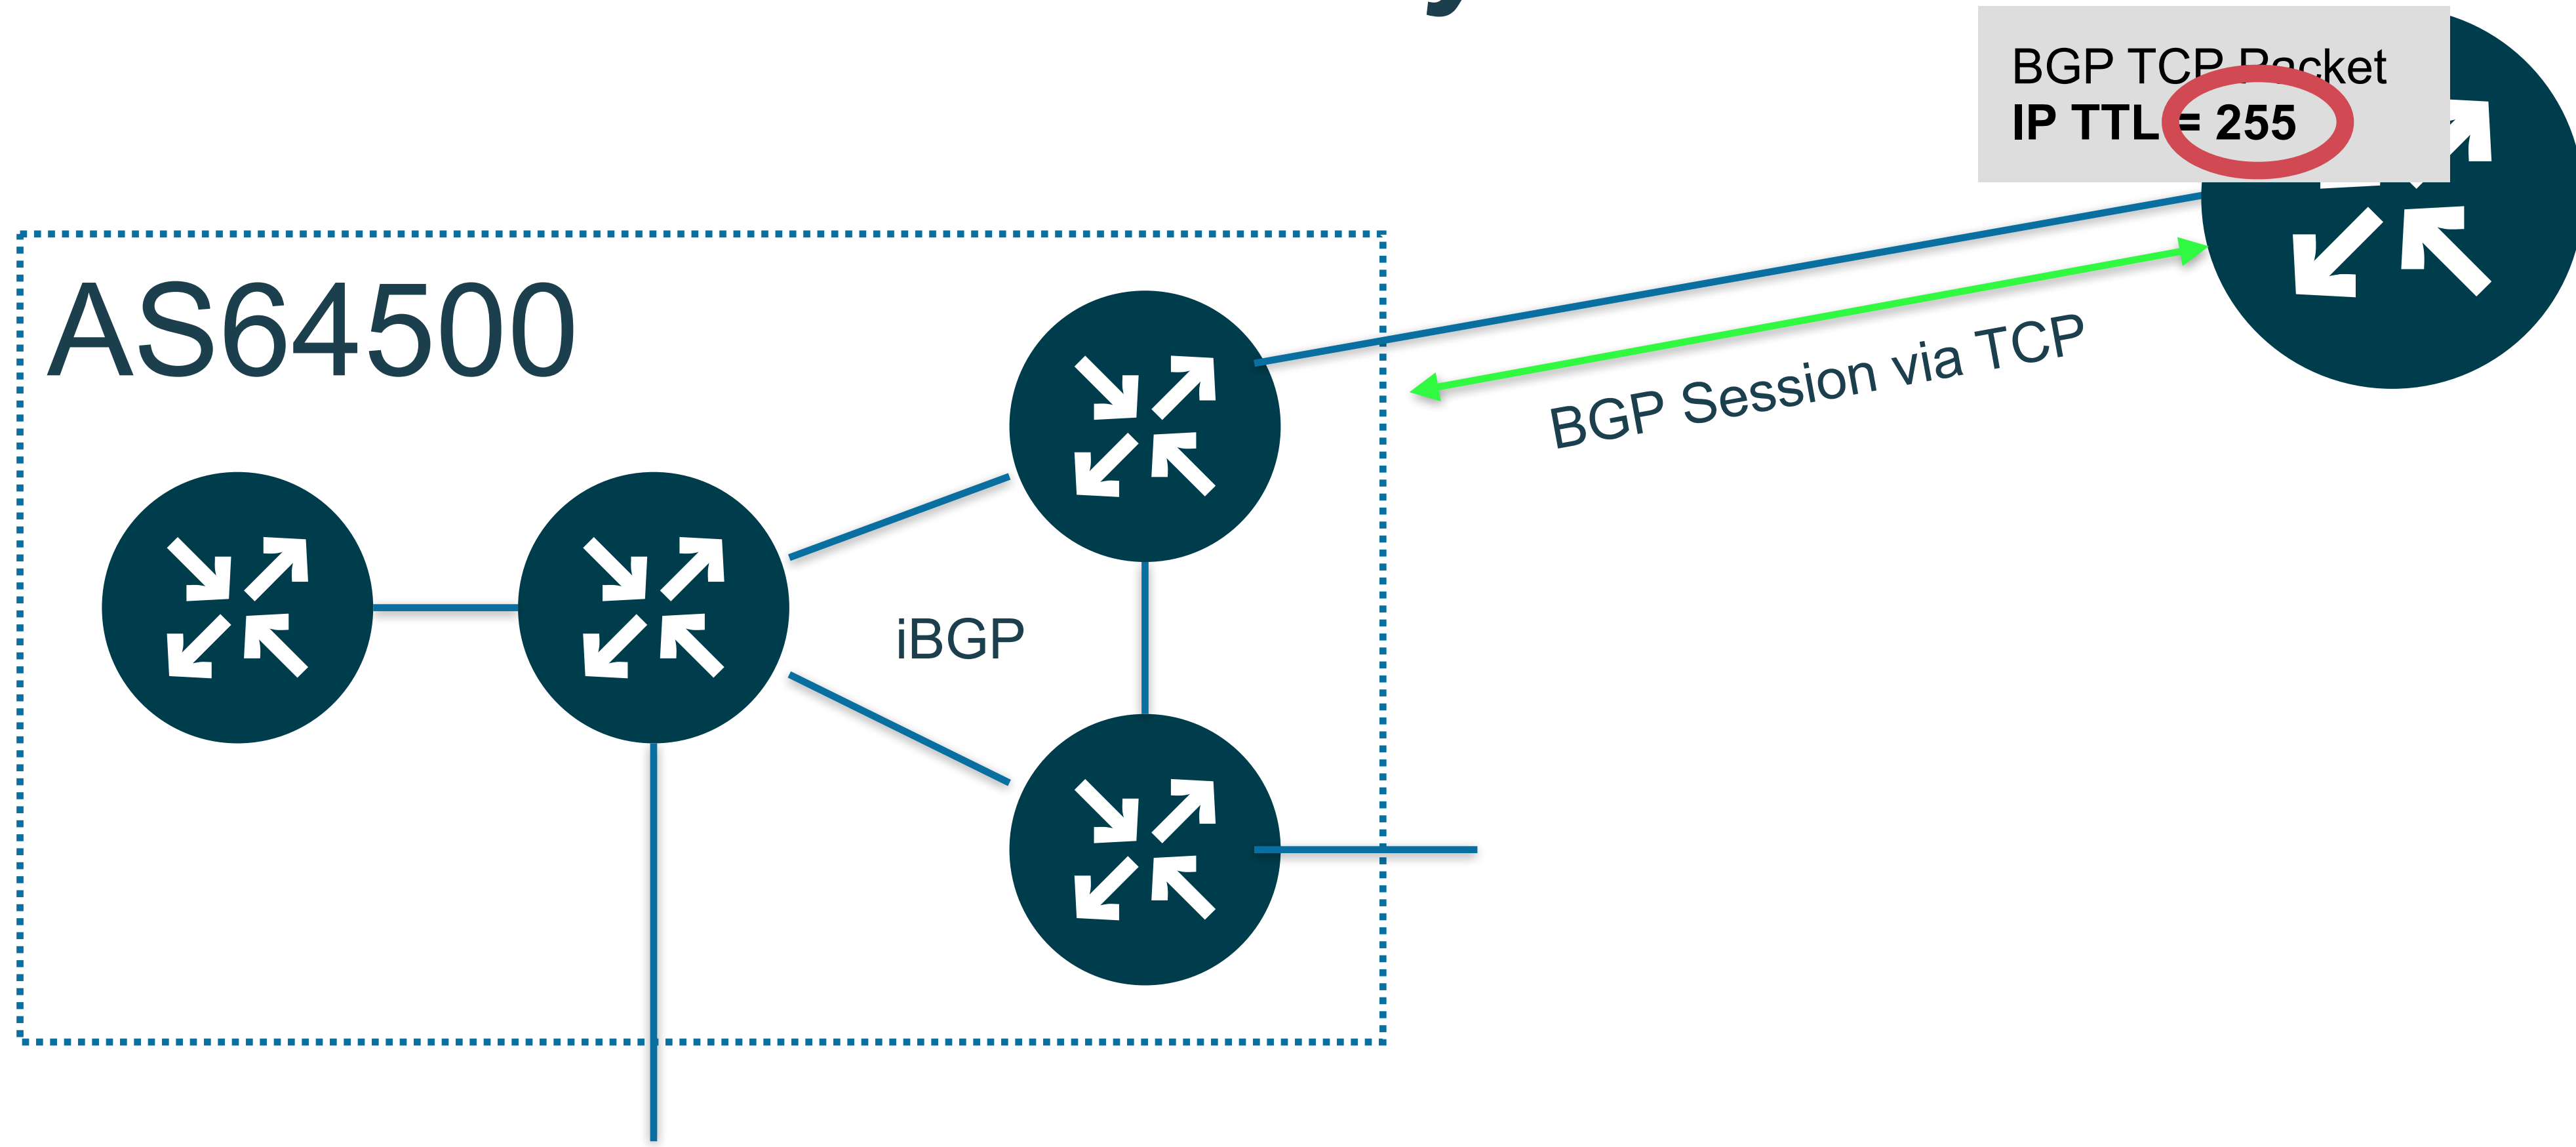 BGP TCP Packet
IP TTL = 255
AS64500
BGP Session via TCP
iBGP